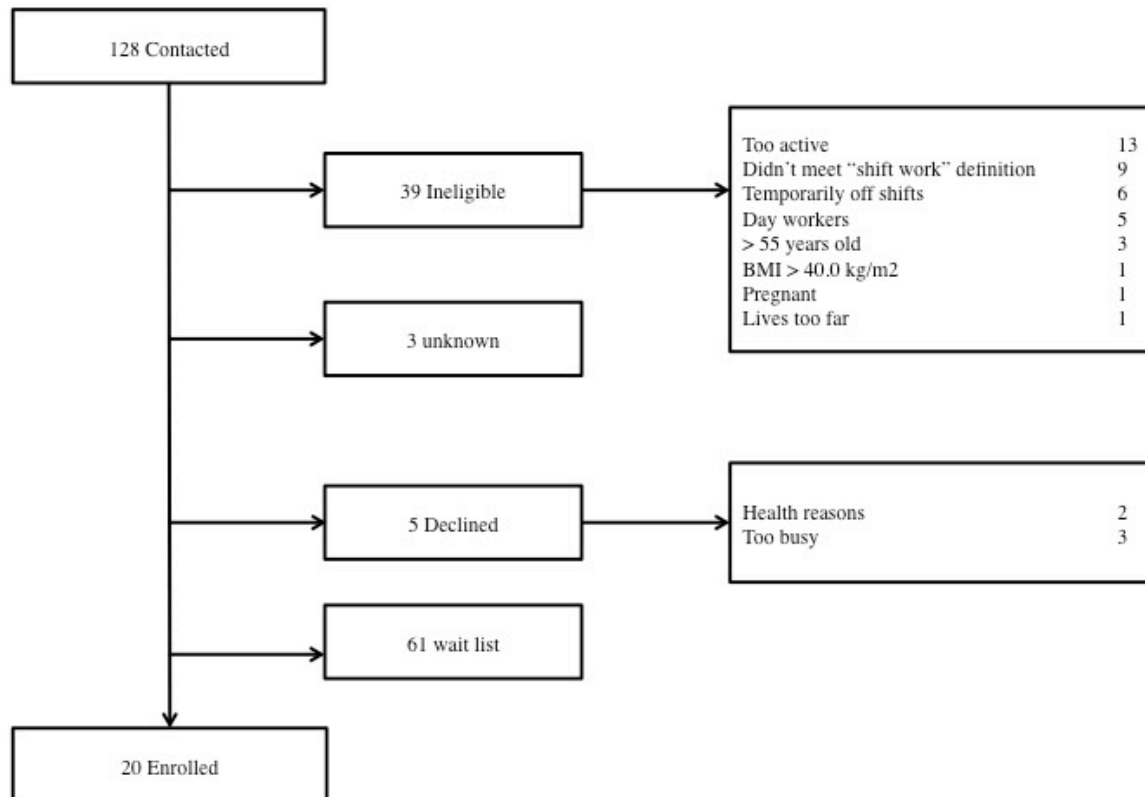 128 Contacted
39 Ineligible
Too active 13
Didn't meet “shift work” definition 9
Temporarily off shifts 6
Day workers 5
> 55 years old 3
BMI > 40.0 kg/m2 1
Pregnant 1
Lives too far 1
3 unknown
5 Declined
Health reasons 2
Too busy 3
61 wait list
20 Enrolled